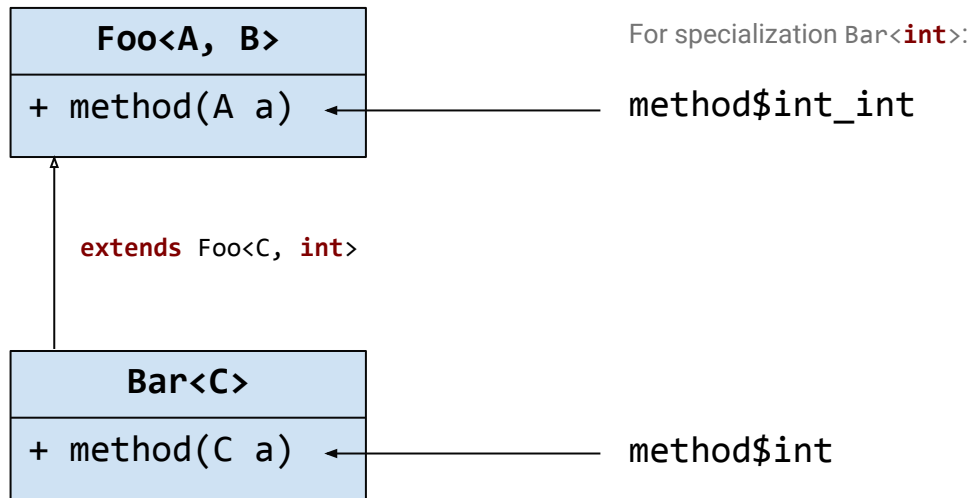 Foo<A, B>
For specialization Bar<int>:
+ method(A a)
method$int_int
extends Foo<C, int>
Bar<C>
+ method(C a)
method$int